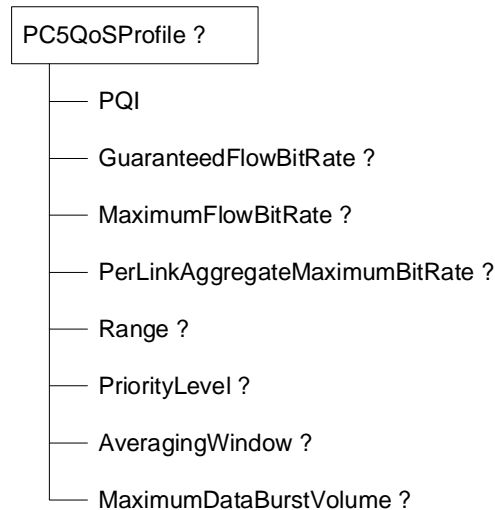 PC5QoSProfile ?
PQI
GuaranteedFlowBitRate ?
MaximumFlowBitRate ?
PerLinkAggregateMaximumBitRate ?
Range ?
PriorityLevel ?
AveragingWindow ?
MaximumDataBurstVolume ?